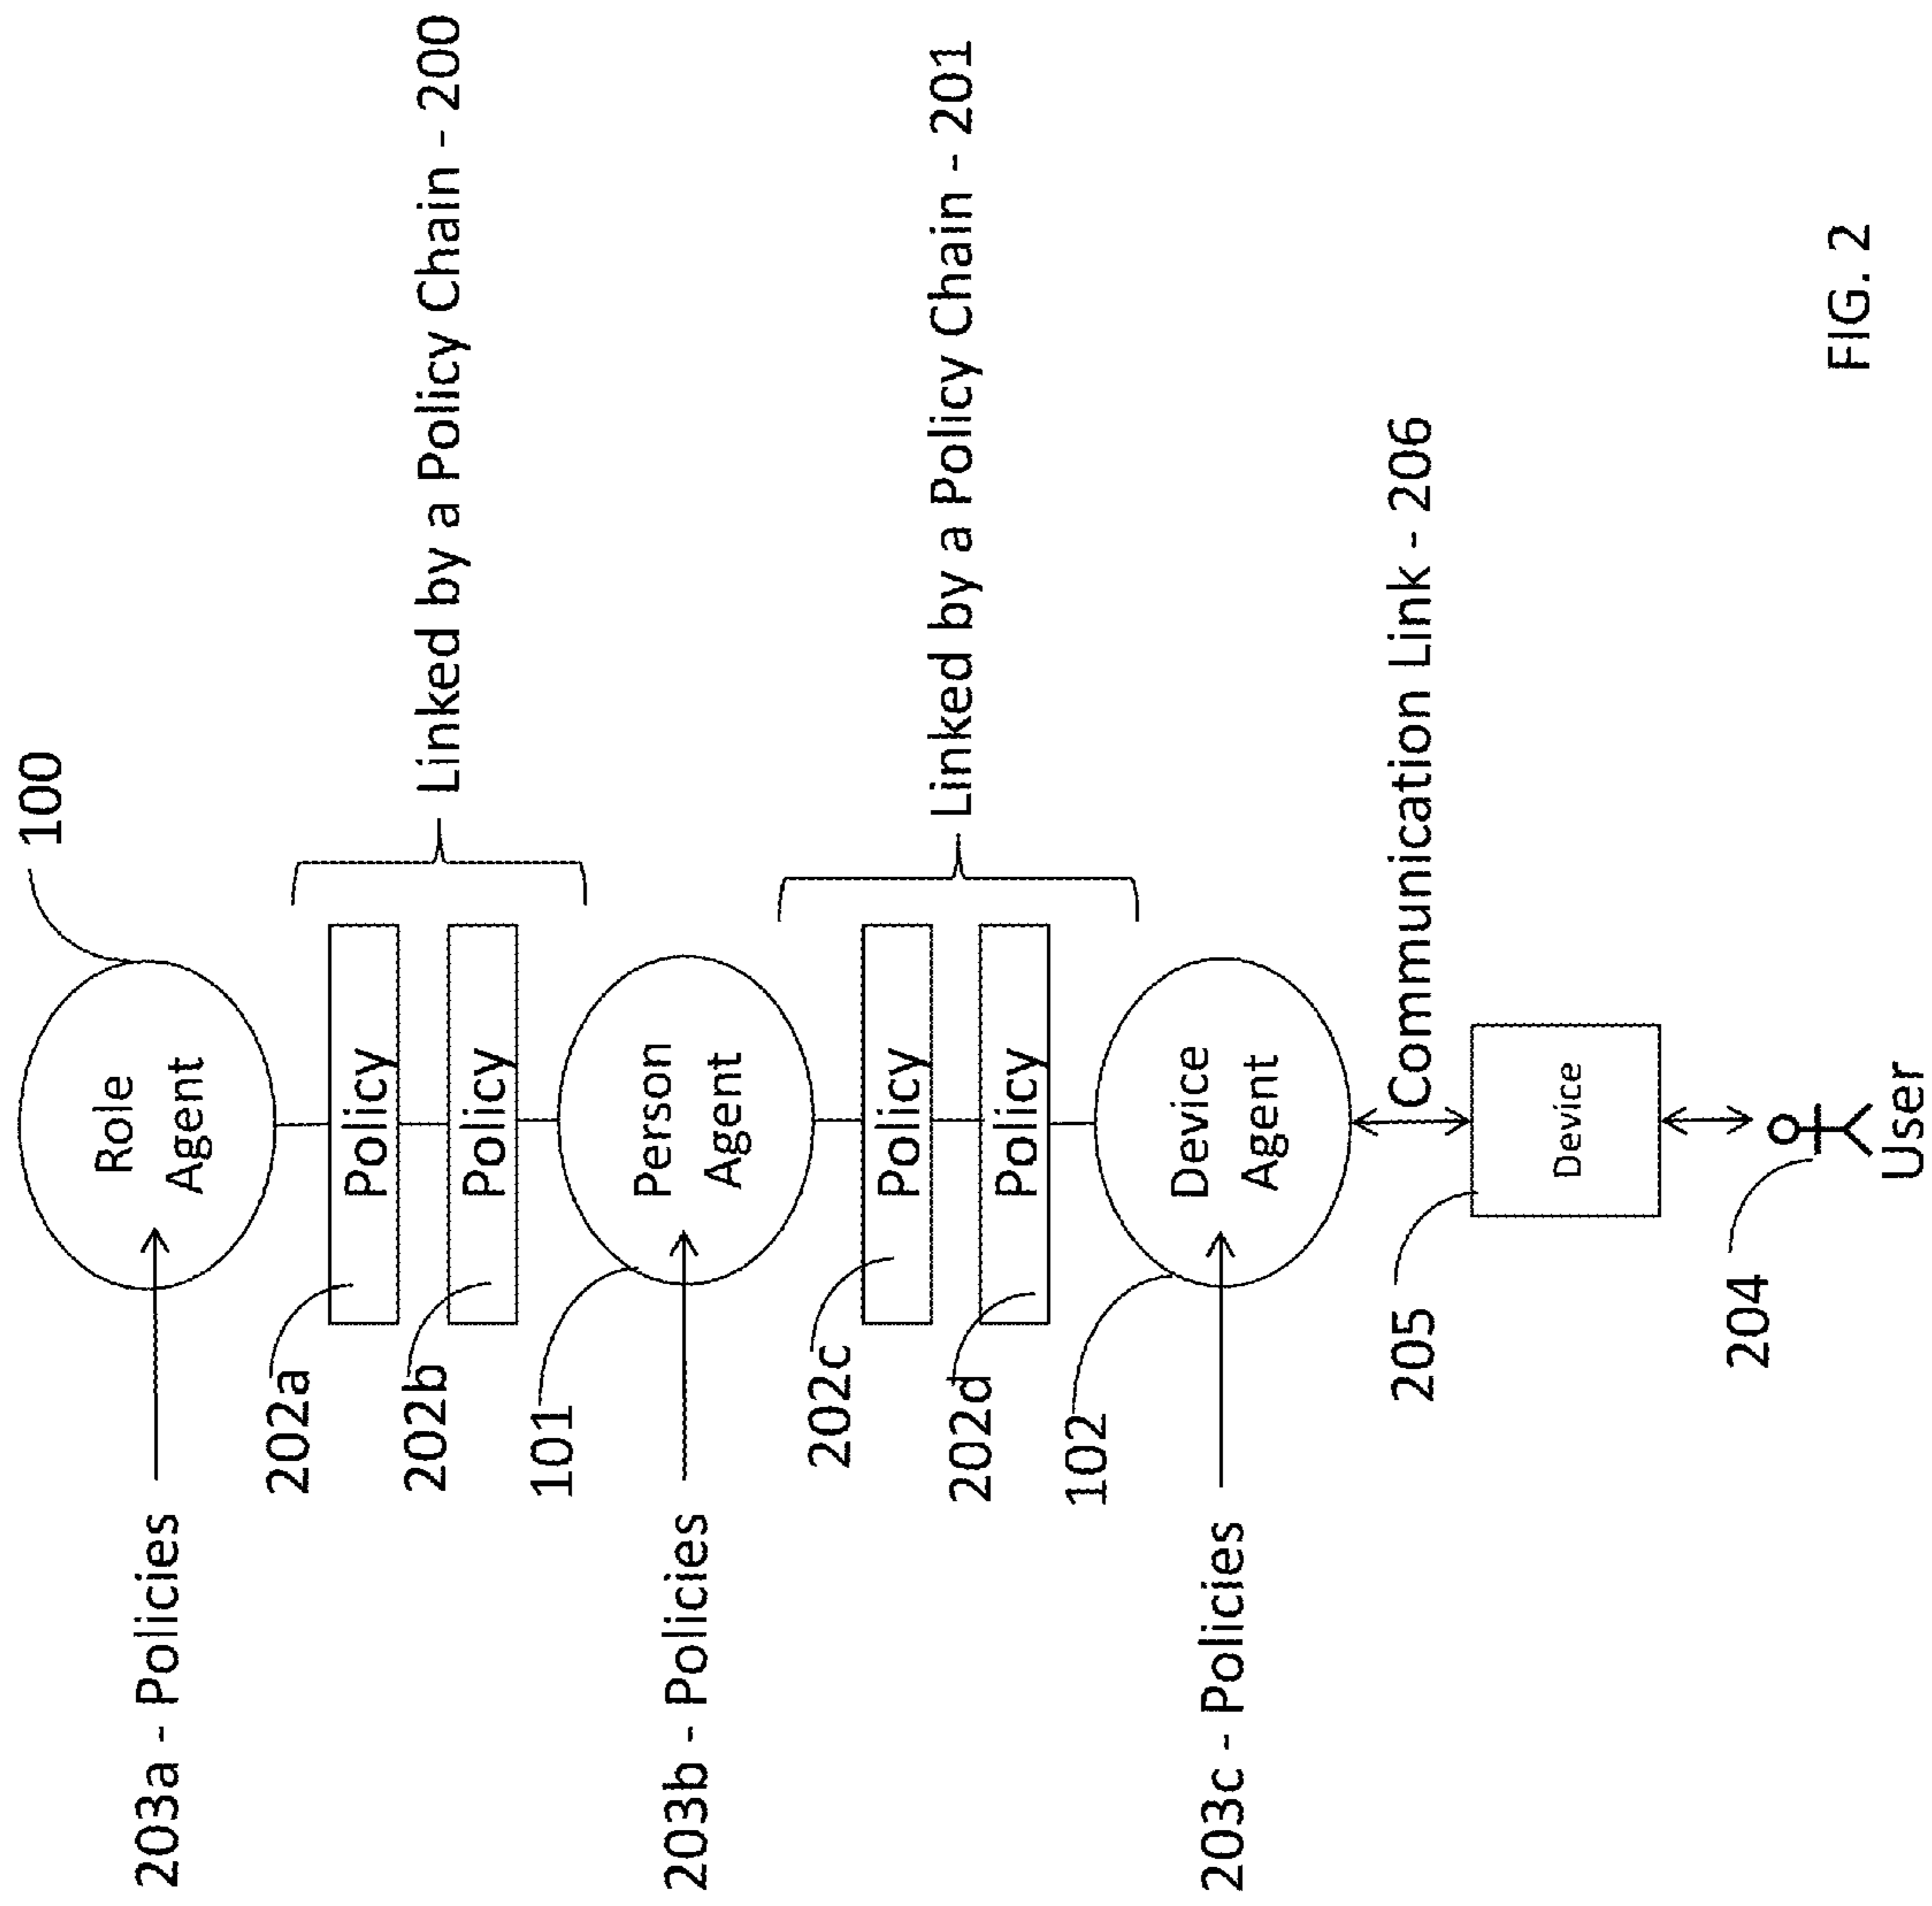 100
Role
Agent
203a - Policies
202a
Policy
202b
Policy
Linked by a Policy Chain - 200
101
Person
Agent
203b - Policies
202c
Policy
202d
Policy
Linked by a Policy Chain - 201
102
Device
Agent
203c - Policies
Communication Link - 206
205
Device
204
User
FIG. 2